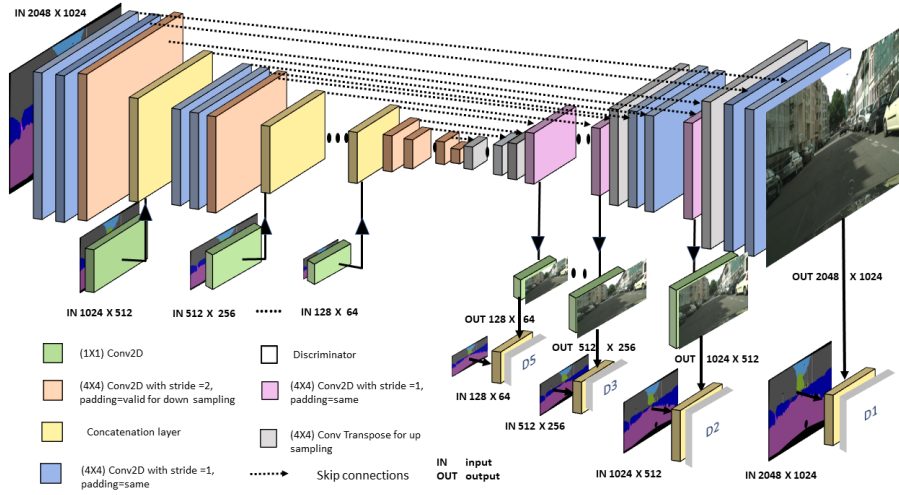 IN 2048 X 1024
OUT 2048 X 1024
IN 1024 X 512
IN 512 X 256
IN 128 X 64
OUT 128 X 64
OUT 512 X 256
OUT 1024 X 512
D5
D3
D2
D1
IN 128 X 64
IN 512 X 256
IN 1024 X 512
IN 2048 X 1024
(1X1) Conv2D
Discriminator
(4X4) Conv2D with stride =2,
padding=valid for down sampling
(4X4) Conv2D with stride =1,
padding=same
Concatenation layer
(4X4) Conv Transpose for up
sampling
(4X4) Conv2D with stride =1,
padding=same
Skip connections
IN input
OUT output